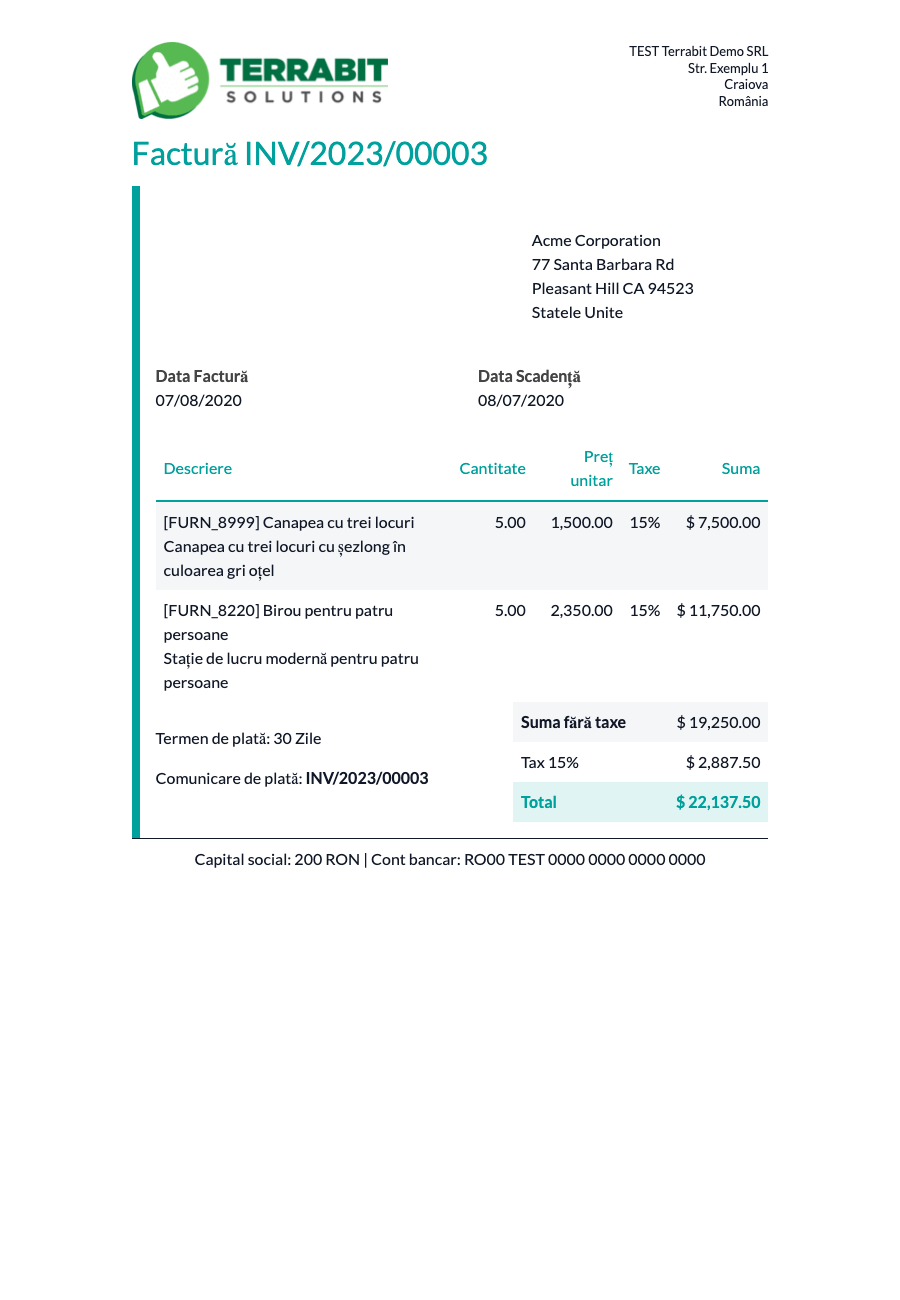 TERRABIT
SOLUTIONS
TEST Terrabit Demo SRL
Str. Exemplu 1
Craiova
România
Factură INV/2023/00003
Acme Corporation
77 Santa Barbara Rd
Pleasant Hill CA 94523
Statele Unite
Data Factură Data Scadență
07/08/2020 08/07/2020
Descriere Cantitate Preț unitar Taxe Suma
[FURN_8999] Canapea cu trei locuri 5.00 1,500.00 15% $ 7,500.00
Canapea cu trei locuri cu șezlong în
culoarea gri oțel
[FURN_8220] Birou pentru patru 5.00 2,350.00 15% $ 11,750.00
persoane
Stație de lucru modernă pentru patru
persoane
Suma fără taxe $ 19,250.00
Termen de plată: 30 Zile
Tax 15% $ 2,887.50
Comunicare de plată: INV/2023/00003
Total $ 22,137.50
Capital social: 200 RON | Cont bancar: RO00 TEST 0000 0000 0000 0000